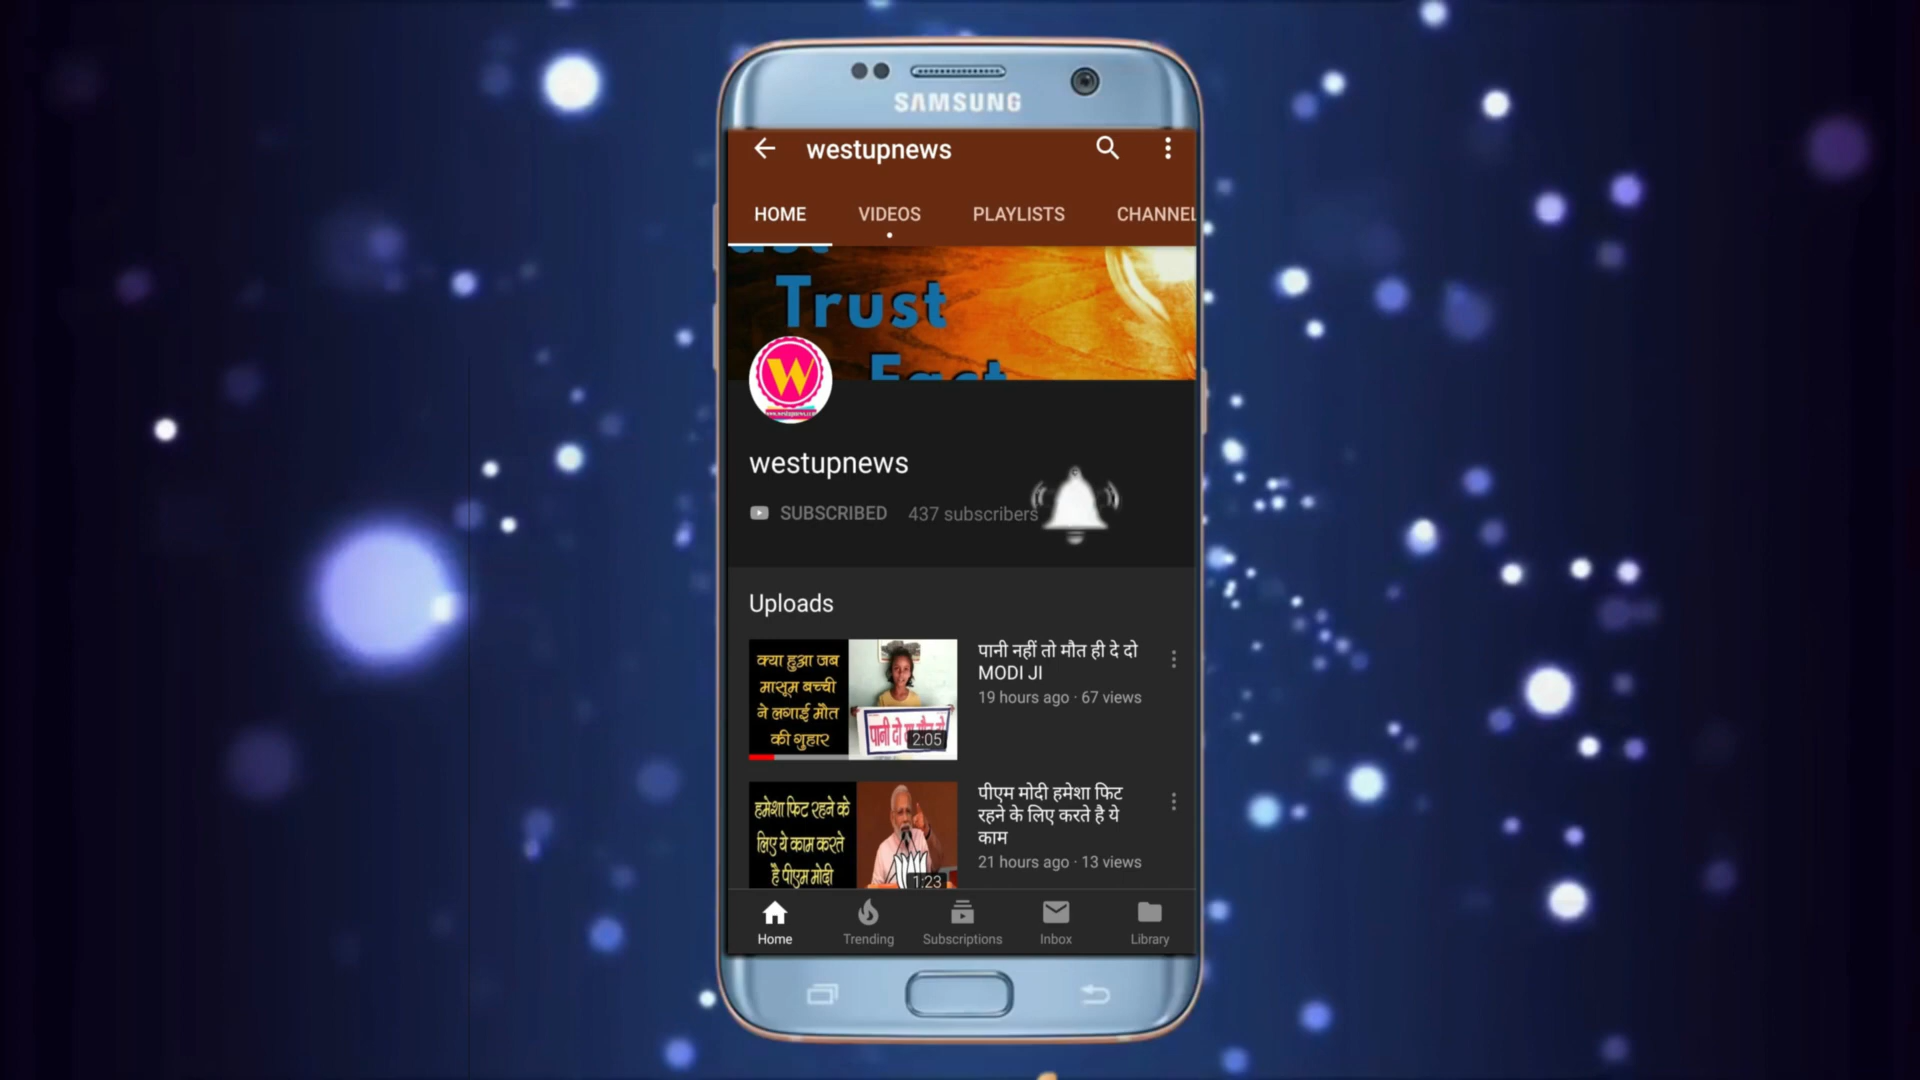 SAMSUNG
westupnews
HOME VIDEOS PLAYLISTS CHANNEL
Trust
Fact
W
westupnews
SUBSCRIBED 437 subscribers
Uploads
क्या हुआ जब
मासूम बच्ची
ने लगाई मौत
की गुहार
पानी दो या मौत दो
2:05
पानी नहीं तो मौत ही दे दो
MODI JI
19 hours ago · 67 views
हमेशा फिट रहने के
लिए ये काम करते
है पीएम मोदी
1:23
पीएम मोदी हमेशा फिट
रहने के लिए करते है ये
काम
21 hours ago · 13 views
Home Trending Subscriptions Inbox Library